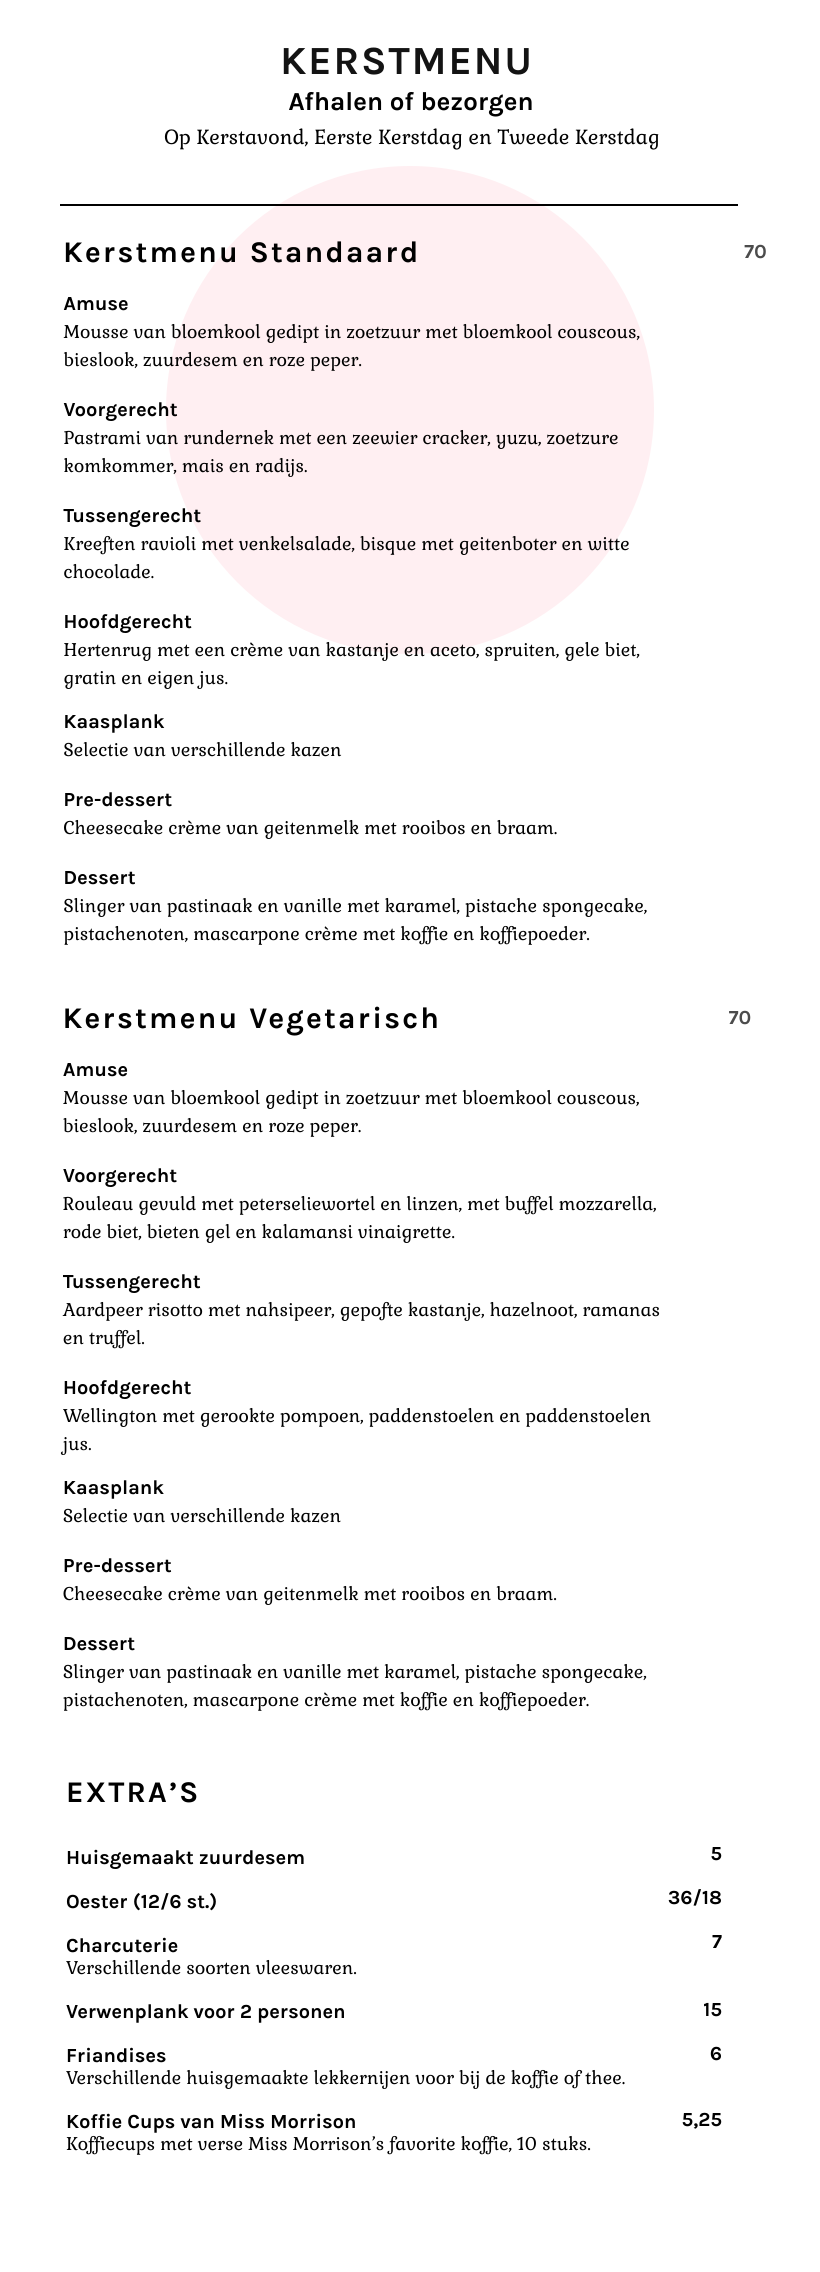 KERSTMENU
Afhalen of bezorgen
Op Kerstavond, Eerste Kerstdag en Tweede Kerstdag
Kerstmenu Standaard 70
Amuse
Mousse van bloemkool gedipt in zoetzuur met bloemkool couscous,
bieslook, zuurdesem en roze peper.
Voorgerecht
Pastrami van rundernek met een zeewier cracker, yuzu, zoetzure
komkommer, mais en radijs.
Tussengerecht
Kreeften ravioli met venkelsalade, bisque met geitenboter en witte
chocolade.
Hoofdgerecht
Hertenrug met een crème van kastanje en aceto, spruiten, gele biet,
gratin en eigen jus.
Kaasplank
Selectie van verschillende kazen
Pre-dessert
Cheesecake crème van geitenmelk met rooibos en braam.
Dessert
Slinger van pastinaak en vanille met karamel, pistache spongecake,
pistachenoten, mascarpone crème met koffie en koffiepoeder.
Kerstmenu Vegetarisch 70
Amuse
Mousse van bloemkool gedipt in zoetzuur met bloemkool couscous,
bieslook, zuurdesem en roze peper.
Voorgerecht
Rouleau gevuld met peterseliewortel en linzen, met buffel mozzarella,
rode biet, bieten gel en kalamansi vinaigrette.
Tussengerecht
Aardpeer risotto met nahsipeer, gepofte kastanje, hazelnoot, ramanas
en truffel.
Hoofdgerecht
Wellington met gerookte pompoen, paddenstoelen en paddenstoelen
jus.
Kaasplank
Selectie van verschillende kazen
Pre-dessert
Cheesecake crème van geitenmelk met rooibos en braam.
Dessert
Slinger van pastinaak en vanille met karamel, pistache spongecake,
pistachenoten, mascarpone crème met koffie en koffiepoeder.
EXTRA’S
Huisgemaakt zuurdesem 5
Oester (12/6 st.) 36/18
Charcuterie 7
Verschillende soorten vleeswaren.
Verwenplank voor 2 personen 15
Friandises 6
Verschillende huisgemaakte lekkernijen voor bij de koffie of thee.
Koffie Cups van Miss Morrison 5,25
Koffiecups met verse Miss Morrison’s favorite koffie, 10 stuks.